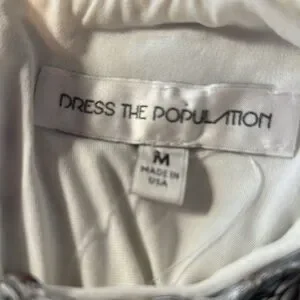 DRESS THE POPULATION
M
MADE IN
USA